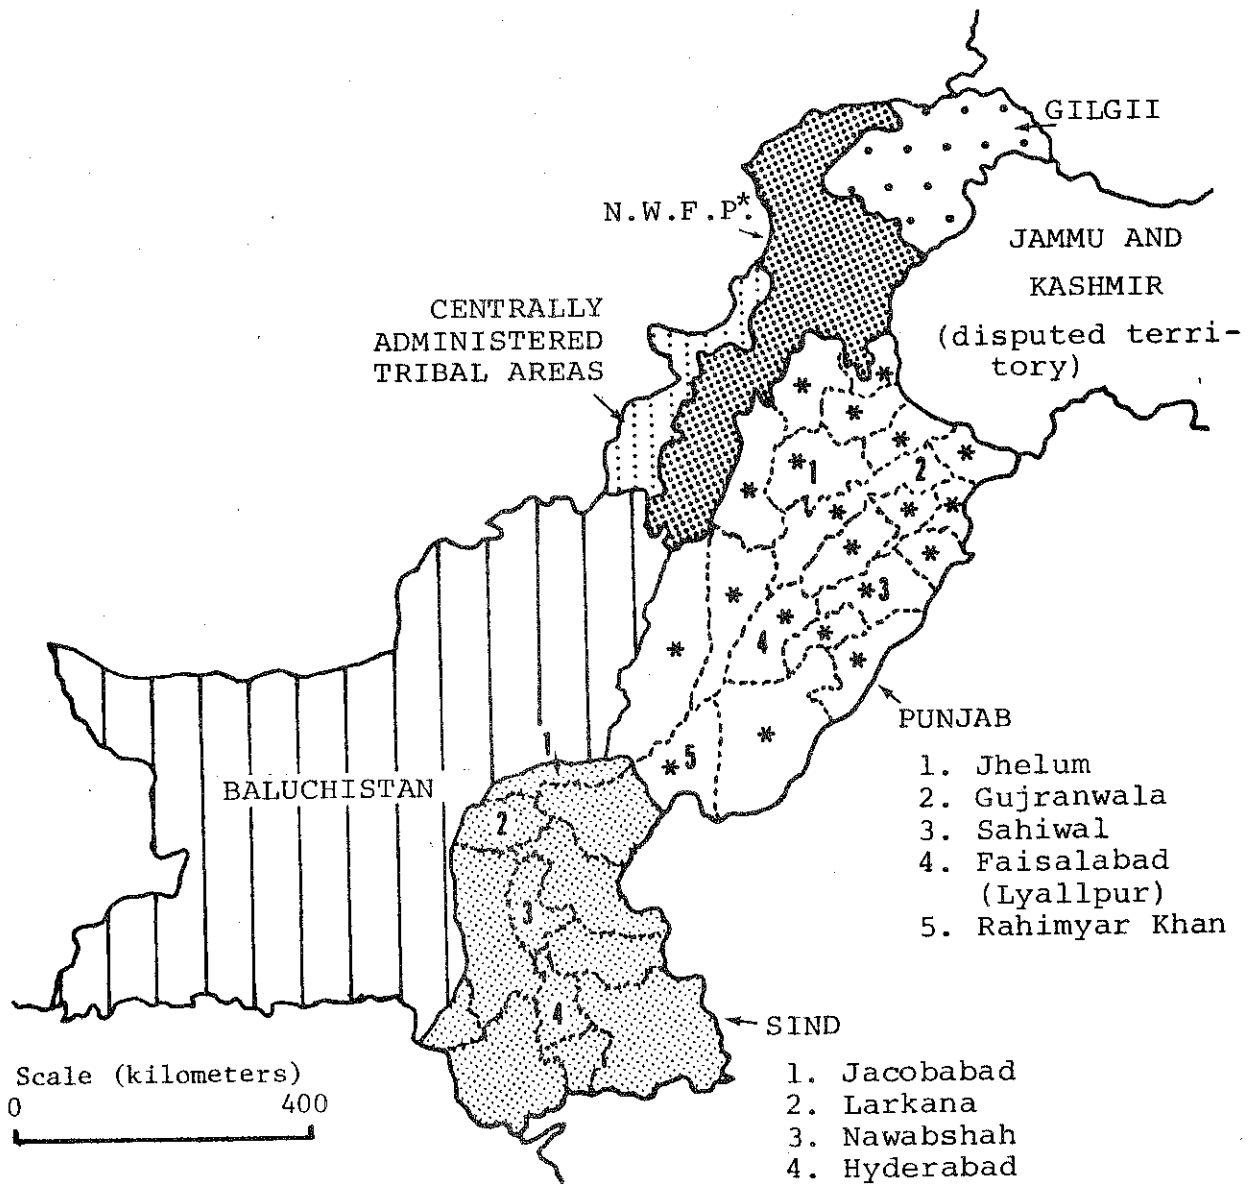 GILGII
N.W.F.P*.
JAMMU AND
KASHMIR
(disputed terri-
tory)
CENTRALLY
ADMINISTERED
TRIBAL AREAS
1
2
3
4
5
PUNJAB
1. Jhelum
2. Gujranwala
3. Sahiwal
4. Faisalabad
(Lyallpur)
5. Rahimyar Khan
BALUCHISTAN
1
2
3
4
SIND
1. Jacobabad
2. Larkana
3. Nawabshah
4. Hyderabad
Scale (kilometers)
0 400